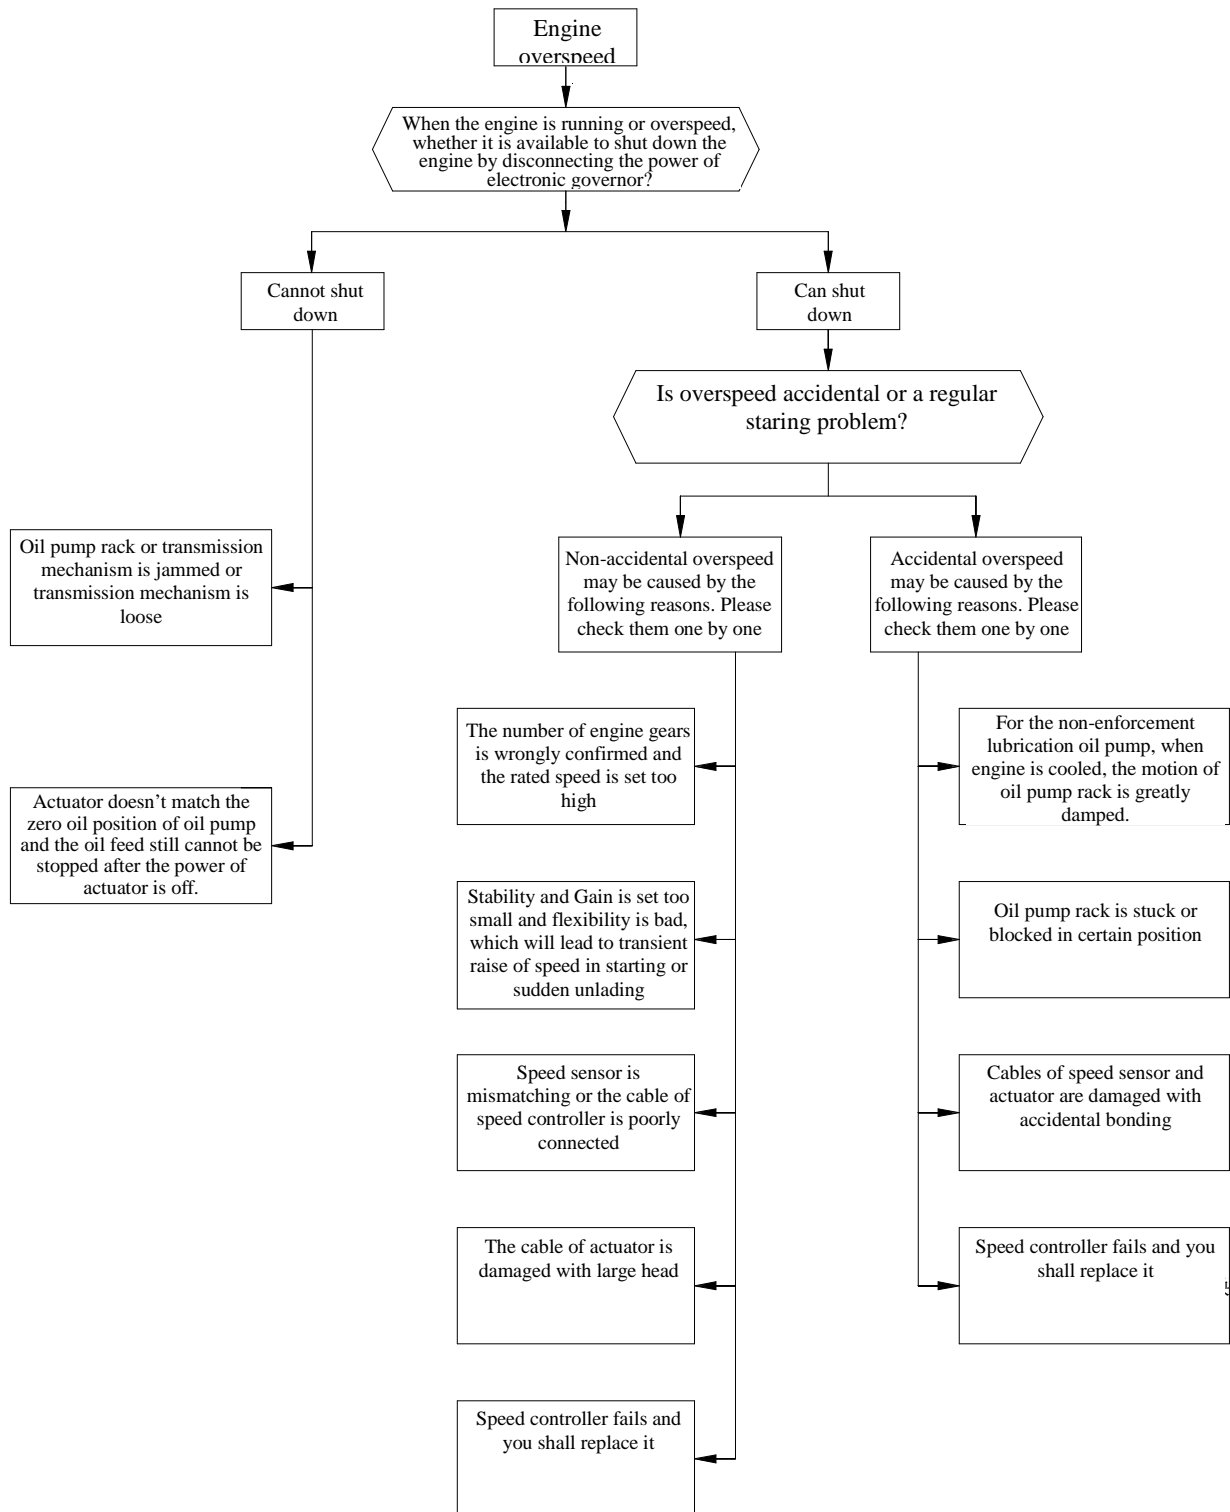 Engine
overspeed
When the engine is running or overspeed,
whether it is available to shut down the
engine by disconnecting the power of
electronic governor?
Cannot shut
down
Can shut
down
Is overspeed accidental or a regular
staring problem?
Oil pump rack or transmission
mechanism is jammed or
transmission mechanism is
loose
Non-accidental overspeed
may be caused by the
following reasons. Please
check them one by one
Accidental overspeed
may be caused by the
following reasons. Please
check them one by one
The number of engine gears
is wrongly confirmed and
the rated speed is set too
high
For the non-enforcement
lubrication oil pump, when
engine is cooled, the motion of
oil pump rack is greatly
damped.
Actuator doesn’t match the
zero oil position of oil pump
and the oil feed still cannot be
stopped after the power of
actuator is off.
Stability and Gain is set too
small and flexibility is bad,
which will lead to transient
raise of speed in starting or
sudden unlading
Oil pump rack is stuck or
blocked in certain position
Speed sensor is
mismatching or the cable of
speed controller is poorly
connected
Cables of speed sensor and
actuator are damaged with
accidental bonding
The cable of actuator is
damaged with large head
Speed controller fails and you
shall replace it
Speed controller fails and
you shall replace it